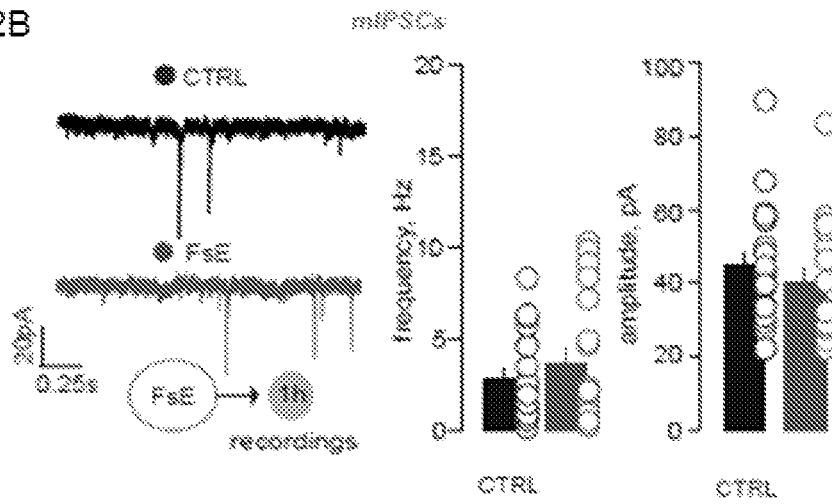 2B
mIPSCs
CTRL
FsE
20pA
0.25s
FsE
1h
recordings
frequency, Hz
20
15
10
5
0
CTRL
amplitude, pA
100
80
60
40
20
0
CTRL